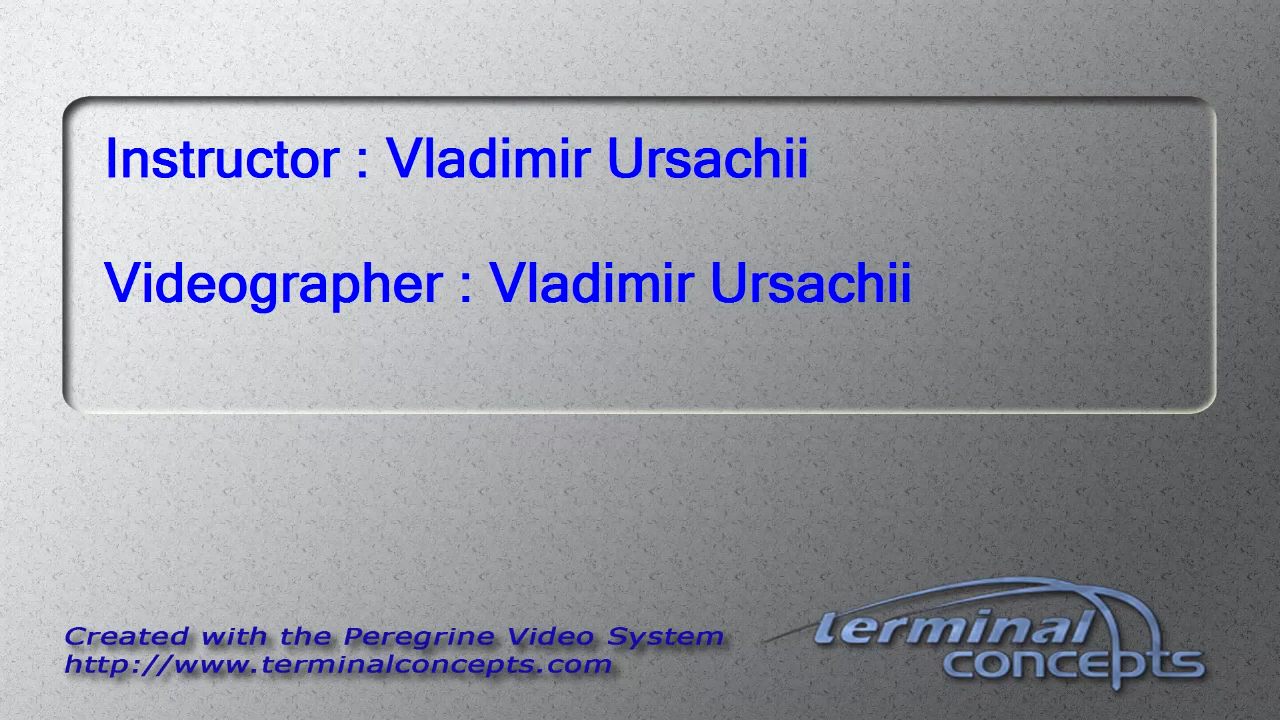 Instructor : Vladimir Ursachii
Videographer : Vladimir Ursachii
Created with the Peregrine Video System
http://www.terminalconcepts.com
terminal
concepts